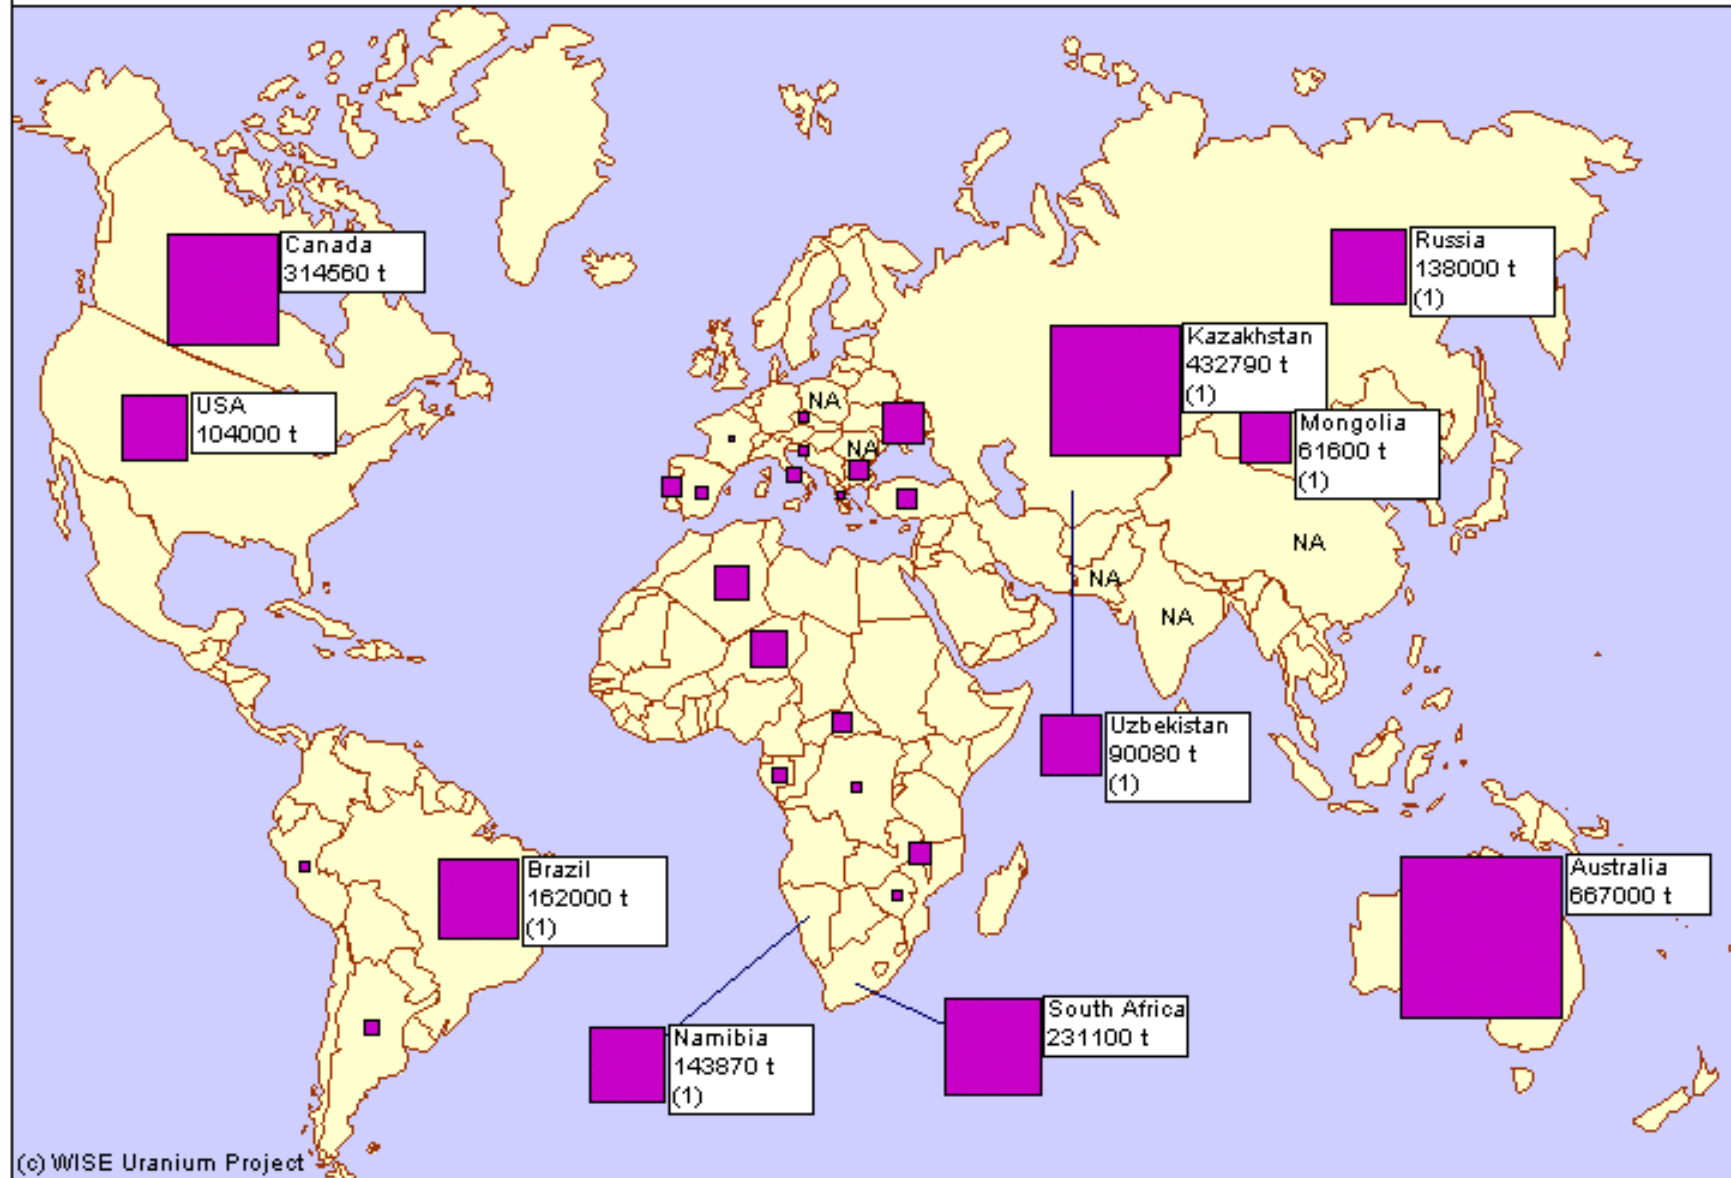 Canada
314560 t
Russia
138000 t
(1)
Kazakhstan
432790 t
(1)
USA
104000 t
NA
Mongolia
61600 t
(1)
NA
NA
NA
NA
Uzbekistan
90080 t
(1)
Brazil
162000 t
(1)
Australia
667000 t
South Africa
231100 t
Namibia
143870 t
(1)
(c) WISE Uranium Project